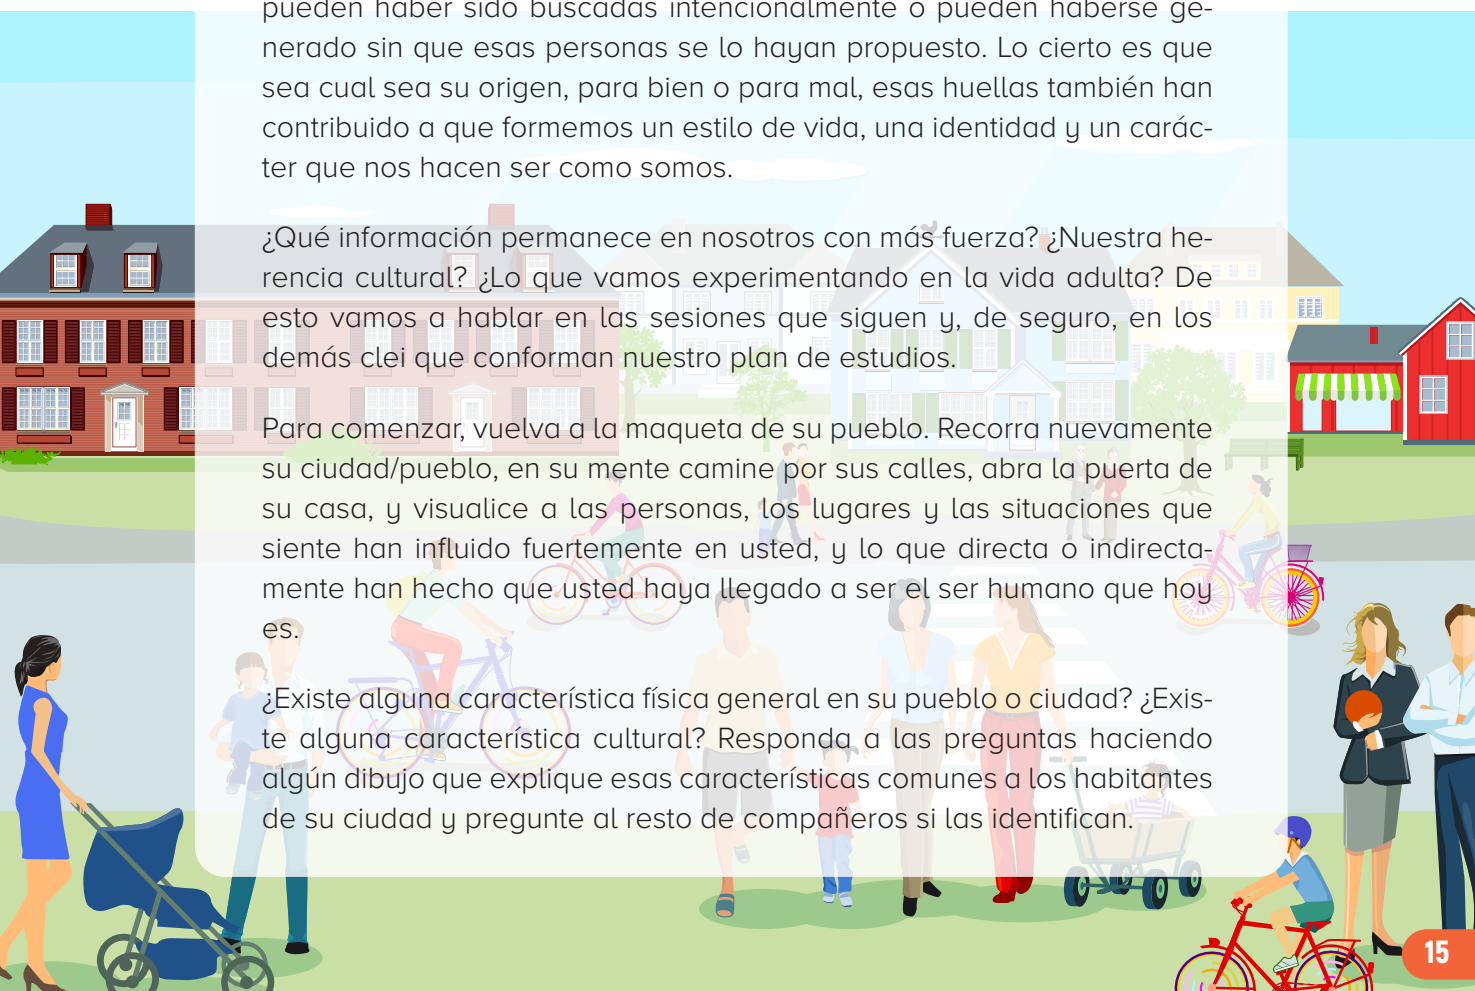 pueden haber sido buscadas intencionalmente o pueden haberse ge-
nerado sin que esas personas se lo hayan propuesto. Lo cierto es que
sea cual sea su origen, para bien o para mal, esas huellas también han
contribuido a que formemos un estilo de vida, una identidad y un carác-
ter que nos hacen ser como somos.
¿Qué información permanece en nosotros con más fuerza? ¿Nuestra he-
rencia cultural? ¿Lo que vamos experimentando en la vida adulta? De
esto vamos a hablar en las sesiones que siguen y, de seguro, en los
demás clei que conforman nuestro plan de estudios.
Para comenzar, vuelva a la maqueta de su pueblo. Recorra nuevamente
su ciudad/pueblo, en su mente camine por sus calles, abra la puerta de
su casa, y visualice a las personas, los lugares y las situaciones que
siente han influido fuertemente en usted, y lo que directa o indirecta-
mente han hecho que usted haya llegado a ser el ser humano que hoy
es.
¿Existe alguna característica física general en su pueblo o ciudad? ¿Exis-
te alguna característica cultural? Responda a las preguntas haciendo
algún dibujo que explique esas características comunes a los habitantes
de su ciudad y pregunte al resto de compañeros si las identifican.
15